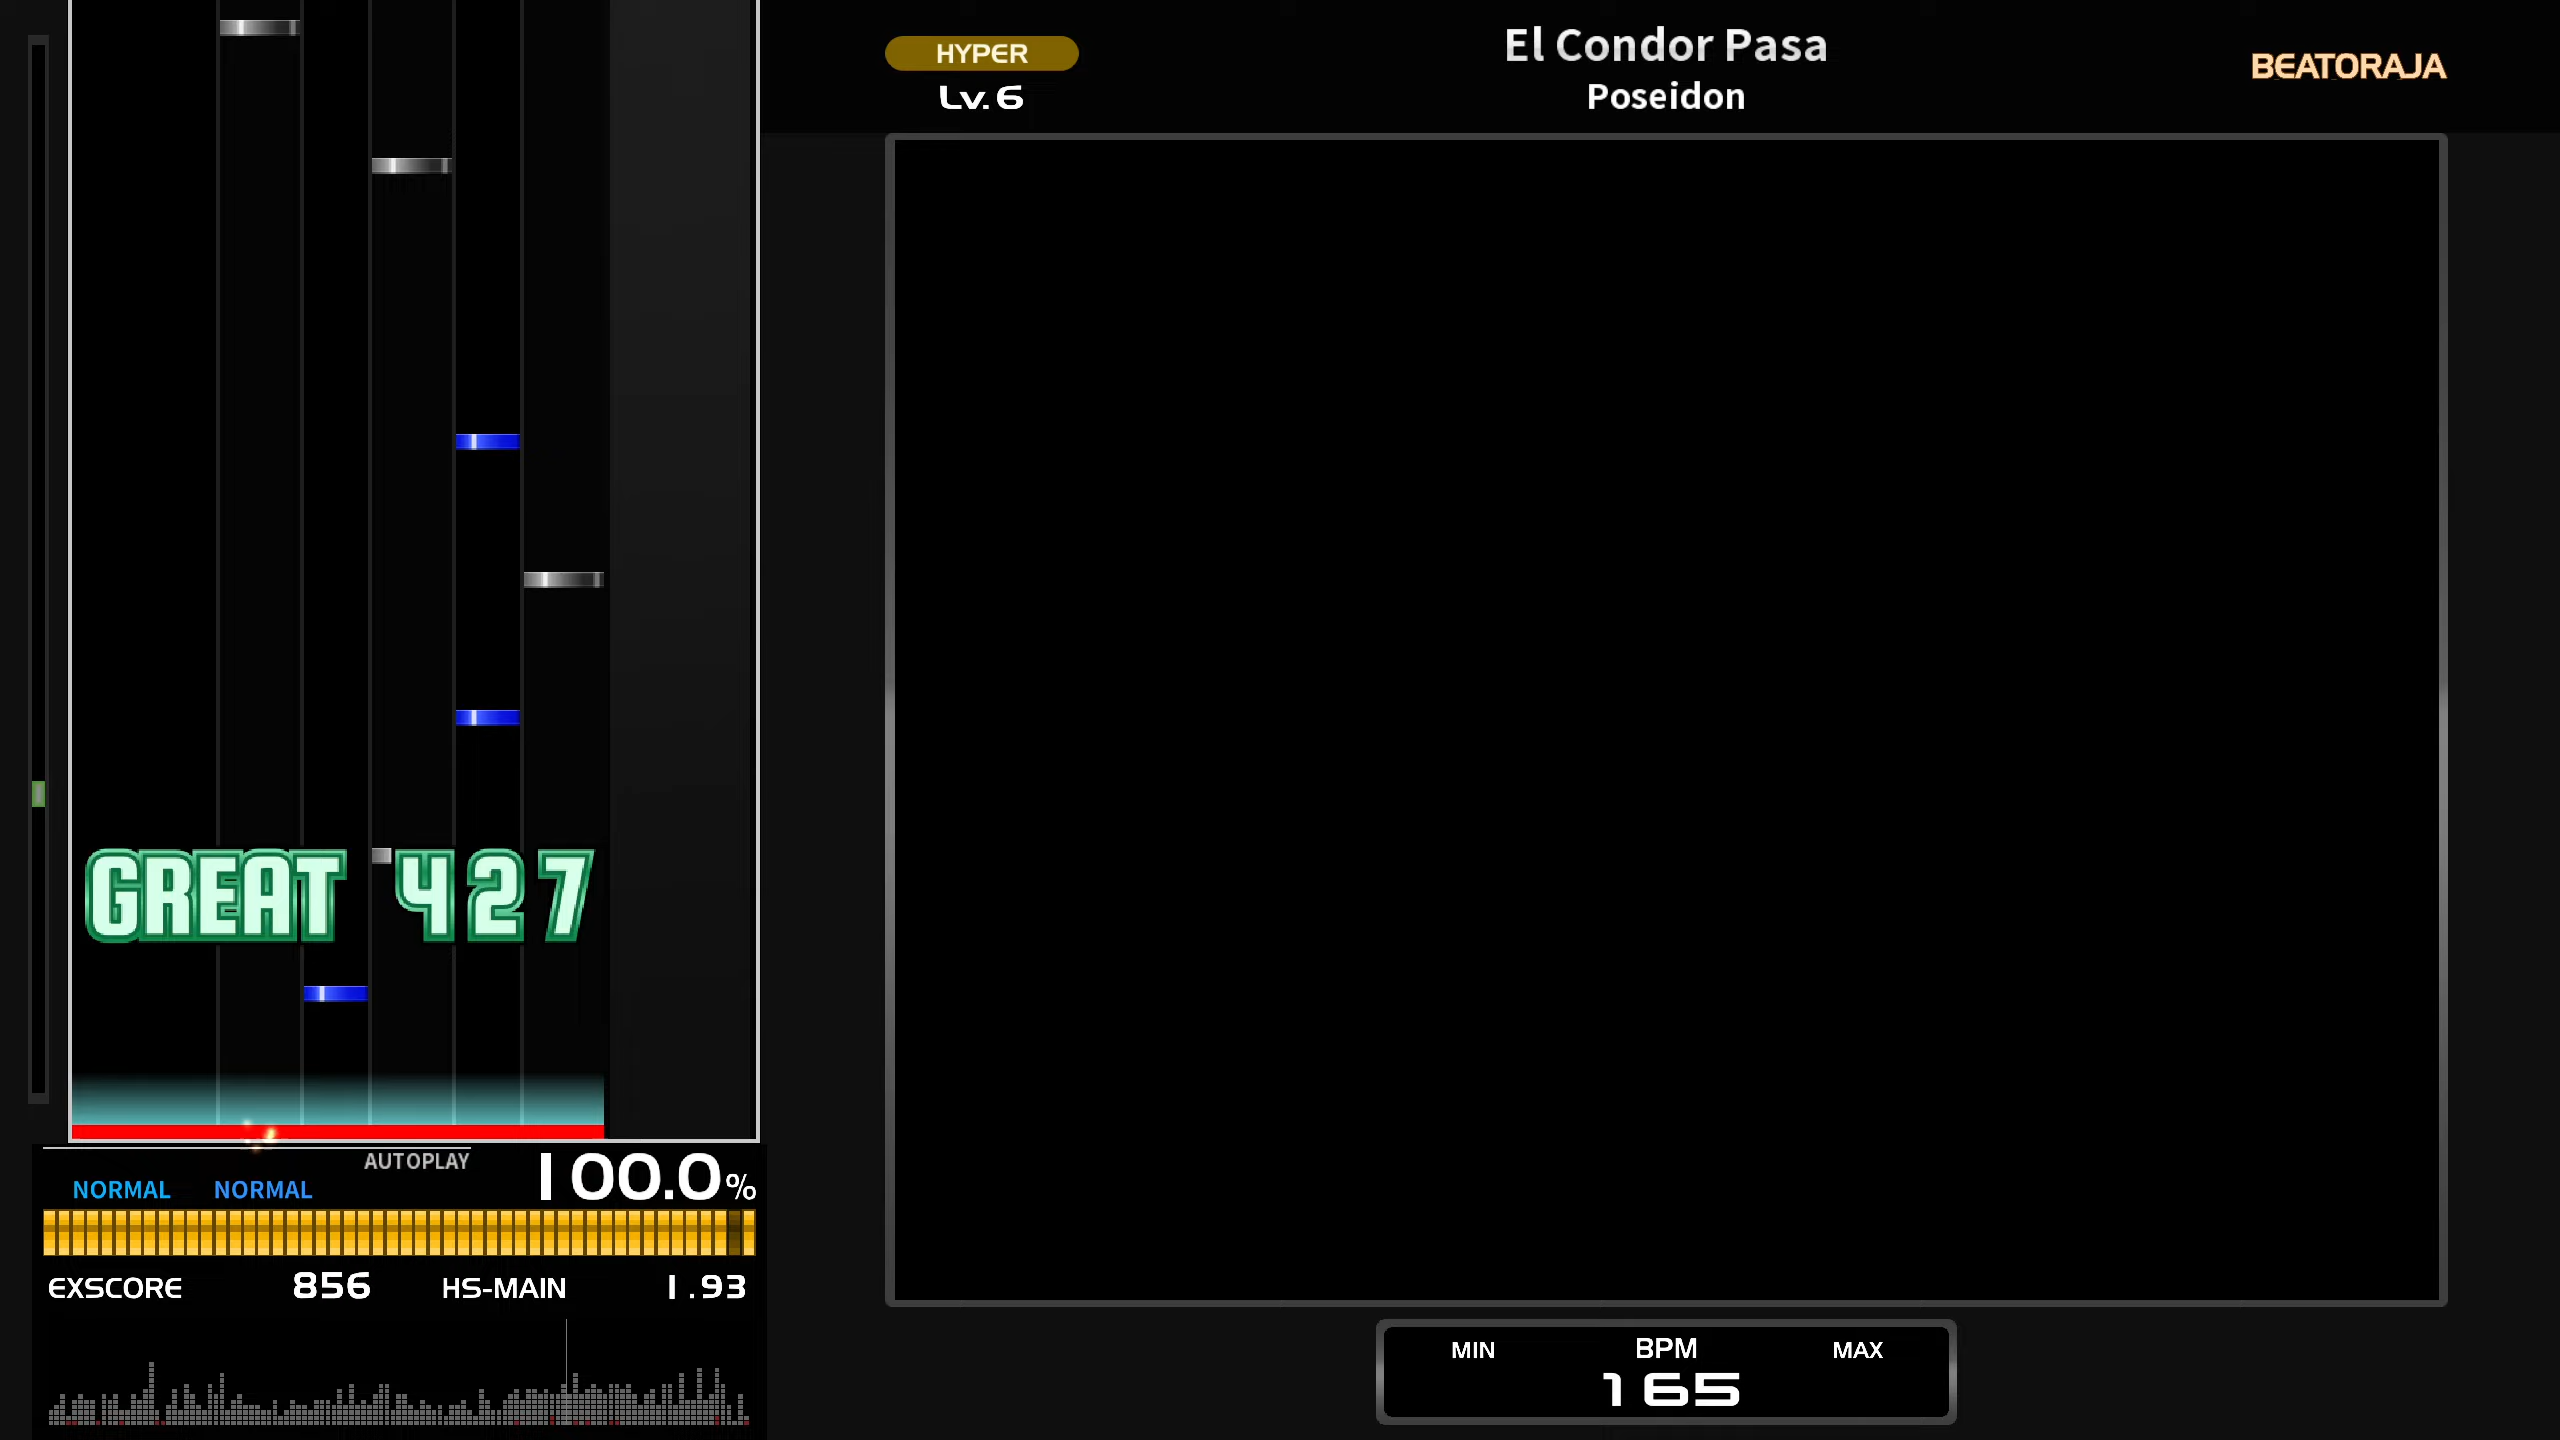 HYPER
Lv.6
El Condor Pasa
Poseidon
BEATORAJA
GREAT 427
AUTOPLAY
NORMAL NORMAL
100.0%
EXSCORE 856 HS-MAIN 1.93
MIN BPM MAX
165